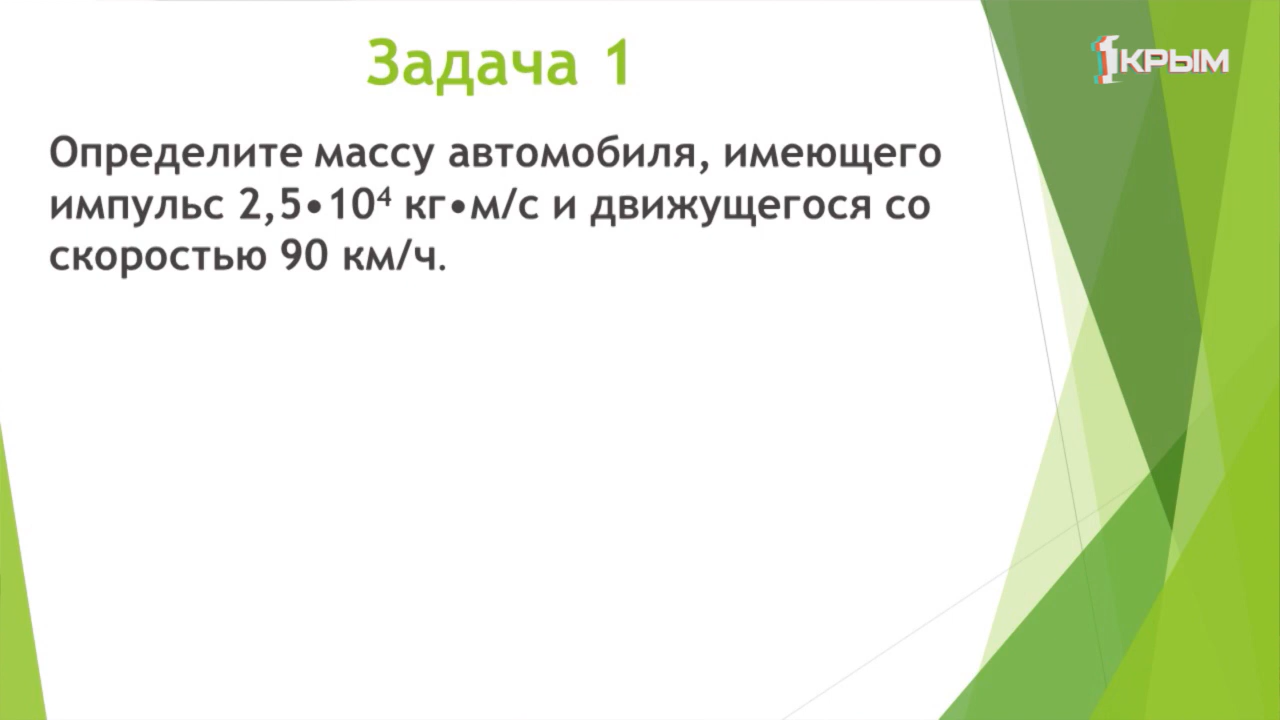 Задача 1
1КРЫМ
Определите массу автомобиля, имеющего
импульс 2,5•10⁴ кг•м/с и движущегося со
скоростью 90 км/ч.